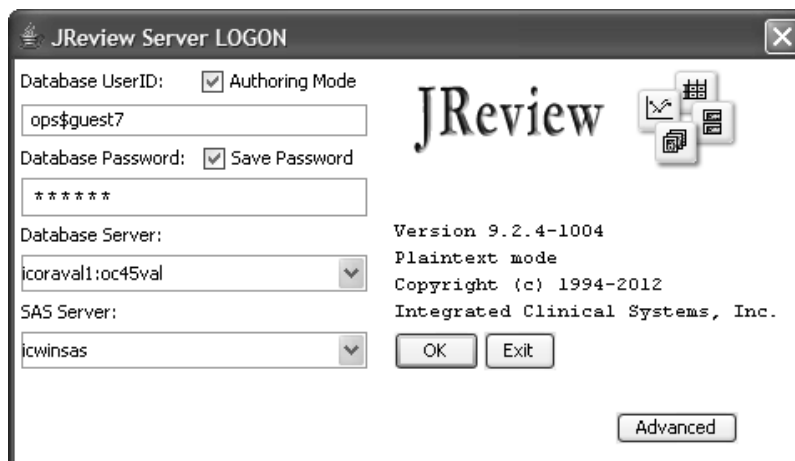 JReview Server LOGON
Database UserID: Authoring Mode
ops$guest7
Database Password: Save Password
******
Database Server:
icoraval1:oc45val
SAS Server:
icwinsas
JReview
Version 9.2.4-1004
Plaintext mode
Copyright (c) 1994-2012
Integrated Clinical Systems, Inc.
OK Exit
Advanced